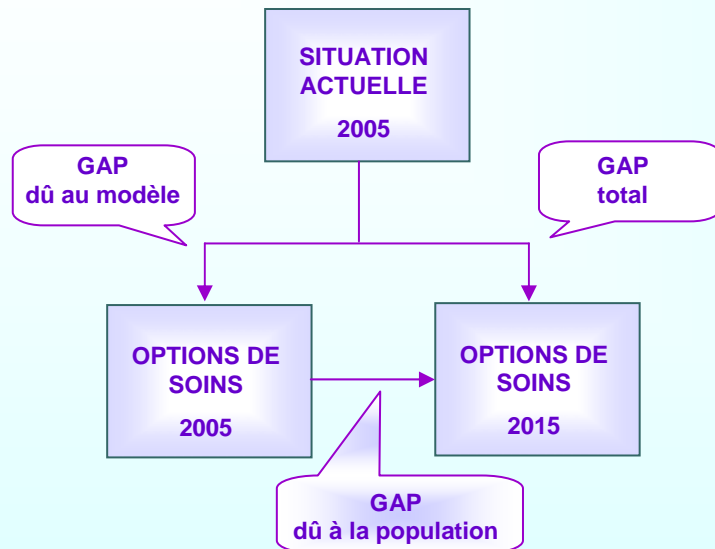 SITUATION
ACTUELLE
2005
GAP
dû au modèle
GAP
total
OPTIONS DE
SOINS
2005
OPTIONS DE
SOINS
2015
GAP
dû à la population